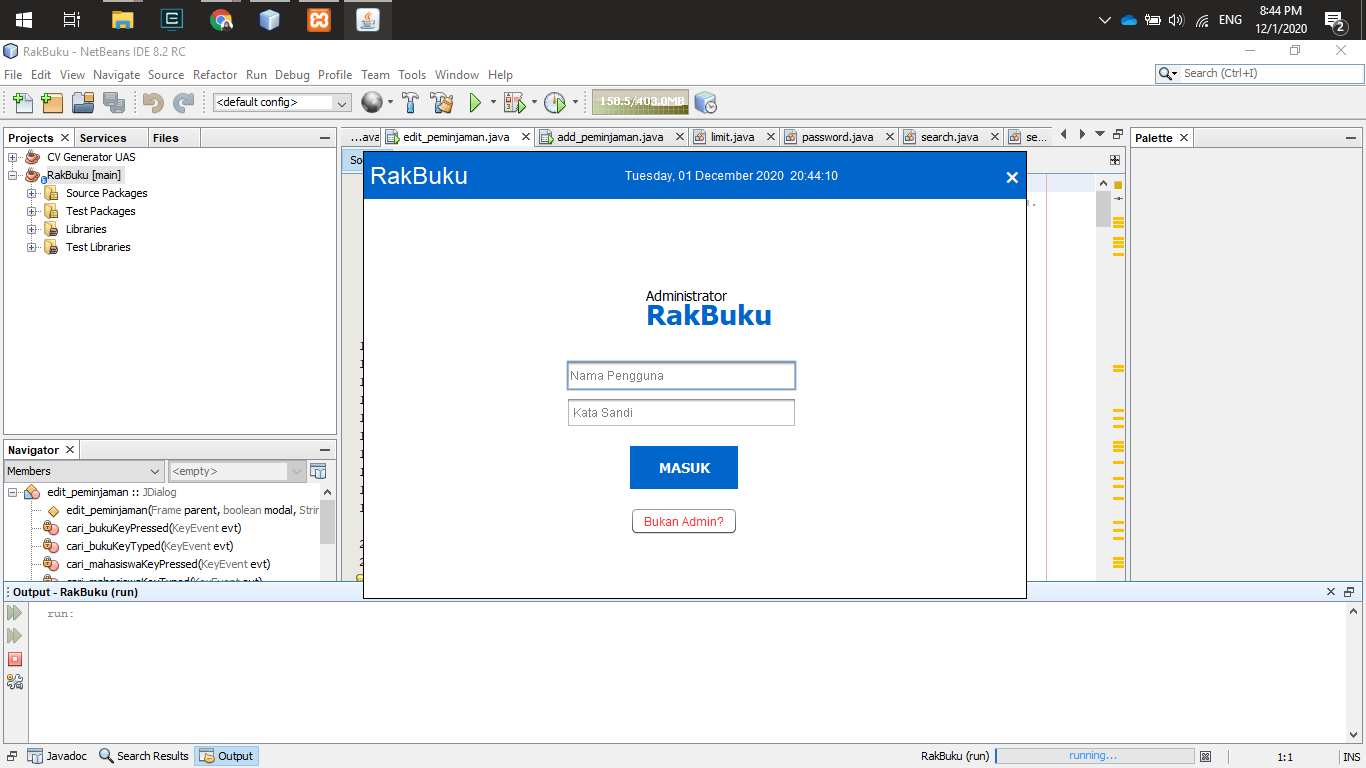 ENG
8:44 PM
12/1/2020
2
RakBuku - NetBeans IDE 8.2 RC
File Edit View Navigate Source Refactor Run Debug Profile Team Tools Window Help
Search (Ctrl+I)
<default config>
158.5/403.0MB
Projects
Services
Files
...ava
edit_peminjaman.java
add_peminjaman.java
limit.java
password.java
search.java
se...
Palette
CV Generator UAS
RakBuku [main]
Source Packages
Test Packages
Libraries
Test Libraries
So
RakBuku
Tuesday, 01 December 2020 20:44:10
Administrator
RakBuku
Nama Pengguna
Kata Sandi
MASUK
Bukan Admin?
Navigator
Members
<empty>
edit_peminjaman :: JDialog
edit_peminjaman(Frame parent, boolean modal, Strin
cari_bukuKeyPressed(KeyEvent evt)
cari_bukuKeyTyped(KeyEvent evt)
cari_mahasiswaKeyPressed(KeyEvent evt)
cari_mahasiswaKeyTyped(KeyEvent evt)
Output - RakBuku (run)
run:
Javadoc
Search Results
Output
RakBuku (run)
running...
1:1
INS